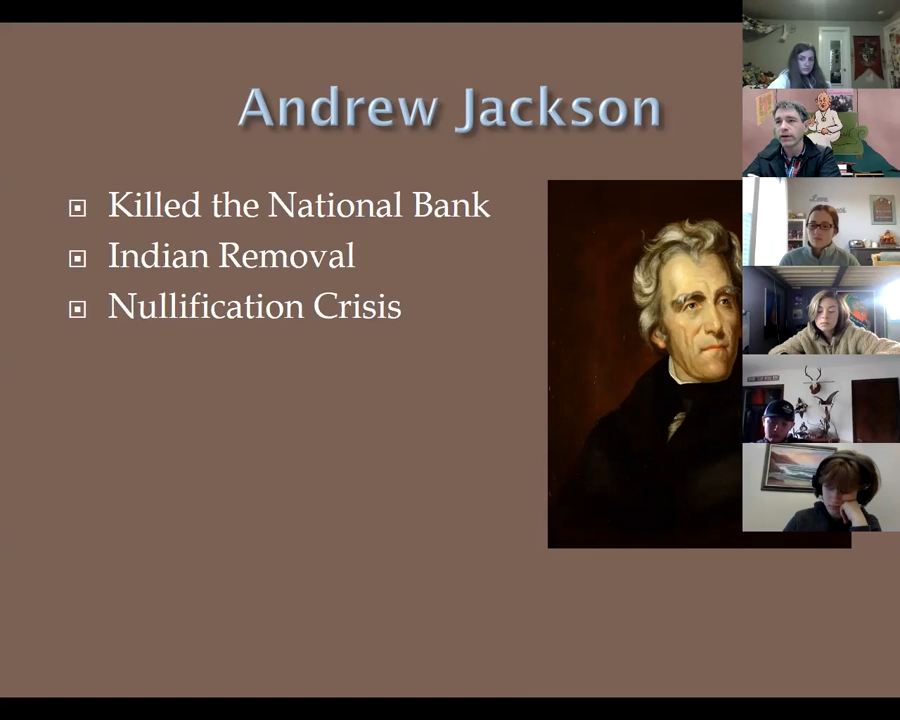 Andrew Jackson
Killed the National Bank
Indian Removal
Nullification Crisis